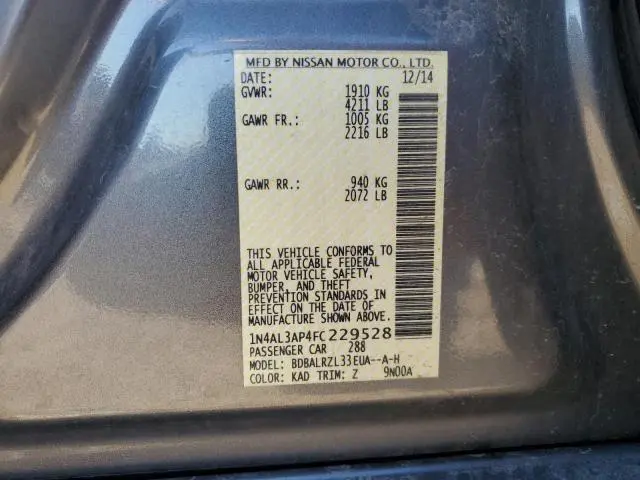 MFD BY NISSAN MOTOR CO., LTD.
DATE: 12/14
GVWR: 1910 KG
4211 LB
GAWR FR.: 1005 KG
2216 LB
GAWR RR.: 940 KG
2072 LB
THIS VEHICLE CONFORMS TO
ALL APPLICABLE FEDERAL
MOTOR VEHICLE SAFETY,
BUMPER, AND THEFT
PREVENTION STANDARDS IN
EFFECT ON THE DATE OF
MANUFACTURE SHOWN ABOVE.
1N4AL3AP4FC229528
PASSENGER CAR 288
MODEL: BDBALRZL33EUA--A-H
COLOR: KAD TRIM: Z 9N00A